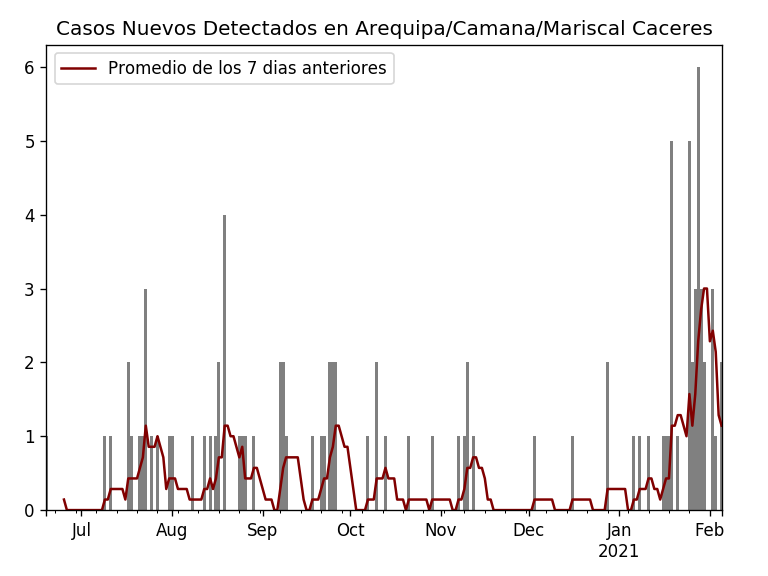 Casos Nuevos Detectados en Arequipa/Camana/Mariscal Caceres
Promedio de los 7 dias anteriores
6
5
4
3
2
1
0
Jul Aug Sep Oct Nov Dec Jan Feb
2021